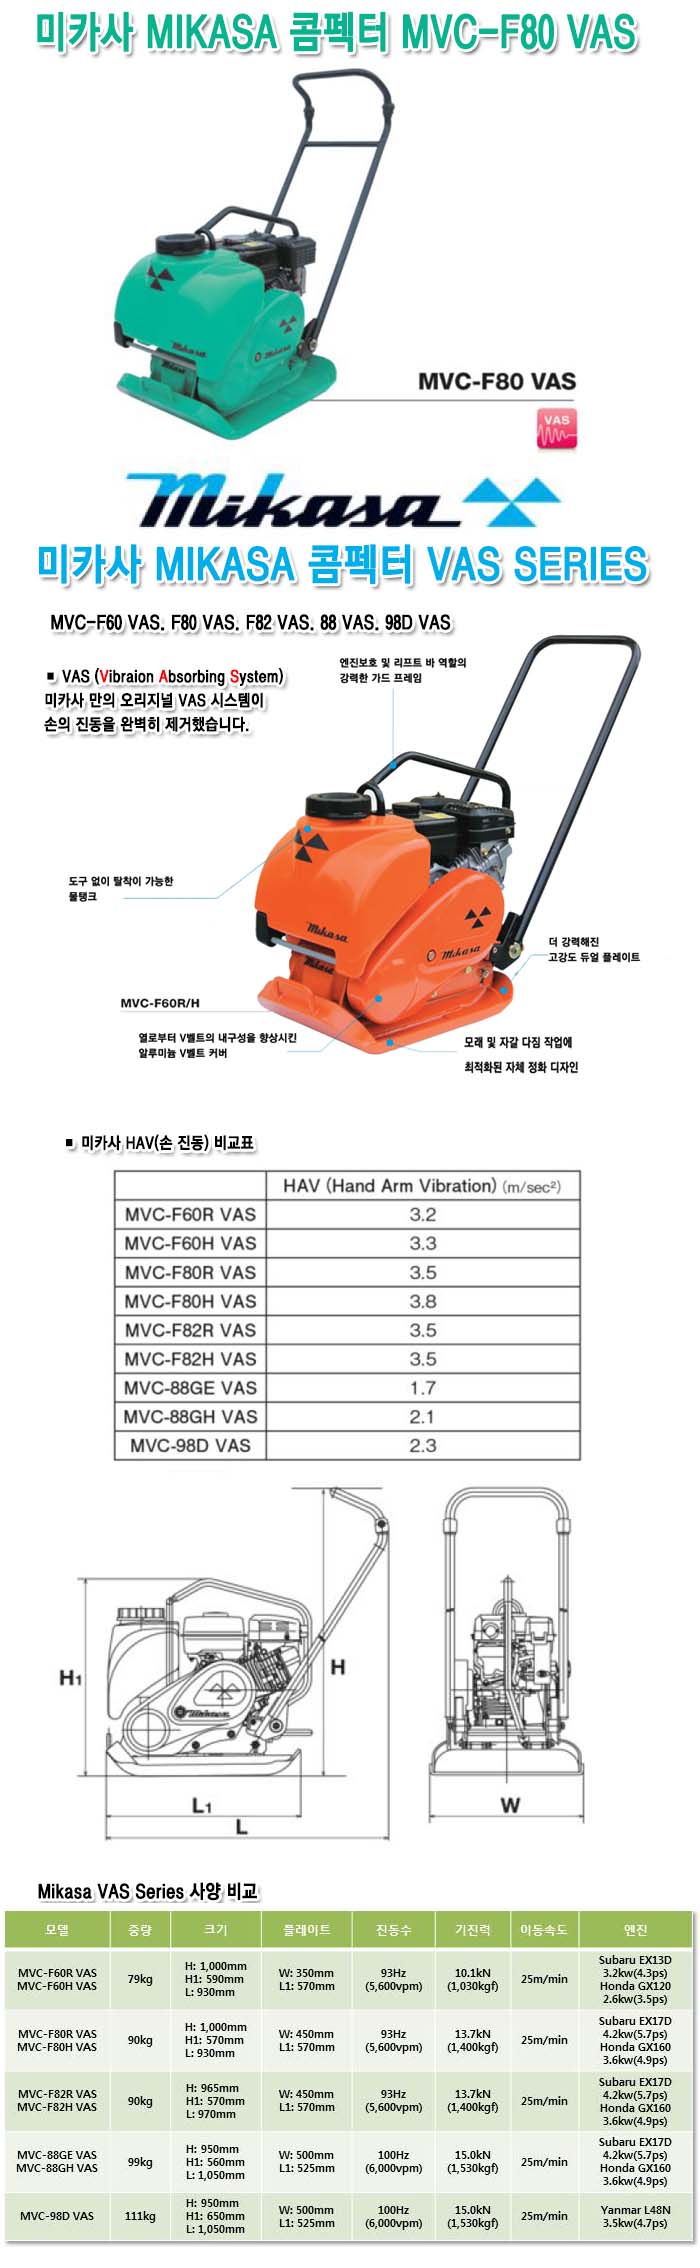 미카사 MIKASA 콤펙터 MVC-F80 VAS
Mikasa
Mikasa
MVC-F80 VAS
VAS
mikasa
미카사 MIKASA 콤펙터 VAS SERIES
MVC-F60 VAS. F80 VAS. F82 VAS. 88 VAS. 98D VAS
■ VAS (Vibraion Absorbing System)
미카사 만의 오리지널 VAS 시스템이
손의 진동을 완벽히 제거했습니다.
엔진보호 및 리프트 바 역할의
강력한 가드 프레임
도구 없이 탈착이 가능한
물탱크
mikasa
mikasa
mikasa
더 강력해진
고강도 듀얼 플레이트
MVC-F60R/H
열로부터 V벨트의 내구성을 향상시킨
알루미늄 V벨트 커버
모래 및 자갈 다짐 작업에
최적화된 자체 정화 디자인
■ 미카사 HAV(손 진동) 비교표
HAV (Hand Arm Vibration) (m/sec²)
MVC-F60R VAS 3.2
MVC-F60H VAS 3.3
MVC-F80R VAS 3.5
MVC-F80H VAS 3.8
MVC-F82R VAS 3.5
MVC-F82H VAS 3.5
MVC-88GE VAS 1.7
MVC-88GH VAS 2.1
MVC-98D VAS 2.3
H1
H
mikasa
L1
L
W
Mikasa VAS Series 사양 비교
모델 중량 크기 플레이트 진동수 기진력 이동속도 엔진
MVC-F60R VAS
MVC-F60H VAS
79kg
H: 1,000mm
H1: 590mm
L: 930mm
W: 350mm
L1: 570mm
93Hz
(5,600vpm)
10.1kN
(1,030kgf)
25m/min
Subaru EX13D
3.2kw(4.3ps)
Honda GX120
2.6kw(3.5ps)
MVC-F80R VAS
MVC-F80H VAS
90kg
H: 1,000mm
H1: 570mm
L: 930mm
W: 450mm
L1: 570mm
93Hz
(5,600vpm)
13.7kN
(1,400kgf)
25m/min
Subaru EX17D
4.2kw(5.7ps)
Honda GX160
3.6kw(4.9ps)
MVC-F82R VAS
MVC-F82H VAS
90kg
H: 965mm
H1: 570mm
L: 970mm
W: 450mm
L1: 570mm
93Hz
(5,600vpm)
13.7kN
(1,400kgf)
25m/min
Subaru EX17D
4.2kw(5.7ps)
Honda GX160
3.6kw(4.9ps)
MVC-88GE VAS
MVC-88GH VAS
99kg
H: 950mm
H1: 560mm
L: 1,050mm
W: 500mm
L1: 525mm
100Hz
(6,000vpm)
15.0kN
(1,530kgf)
25m/min
Subaru EX17D
4.2kw(5.7ps)
Honda GX160
3.6kw(4.9ps)
MVC-98D VAS
111kg
H: 950mm
H1: 650mm
L: 1,050mm
W: 500mm
L1: 525mm
100Hz
(6,000vpm)
15.0kN
(1,530kgf)
25m/min
Yanmar L48N
3.5kw(4.7ps)